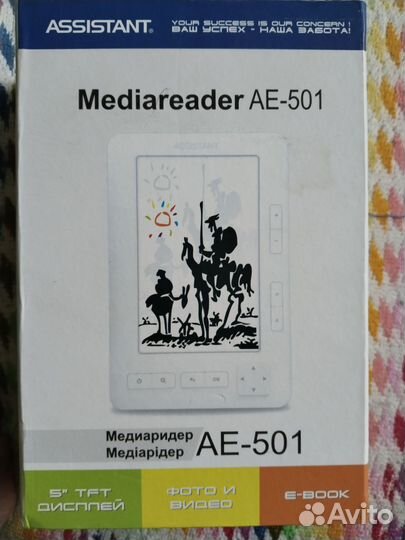 ASSISTANT®
YOUR SUCCESS IS OUR CONCERN!
ВАШ УСПЕХ - НАША ЗАБОТА!
Mediareader AE-501
OK
Медиаридер
Медіарідер
AE-501
5" TFT
ДИСПЛЕЙ
ФОТО И
ВИДЕО
E-BOOK
Avito